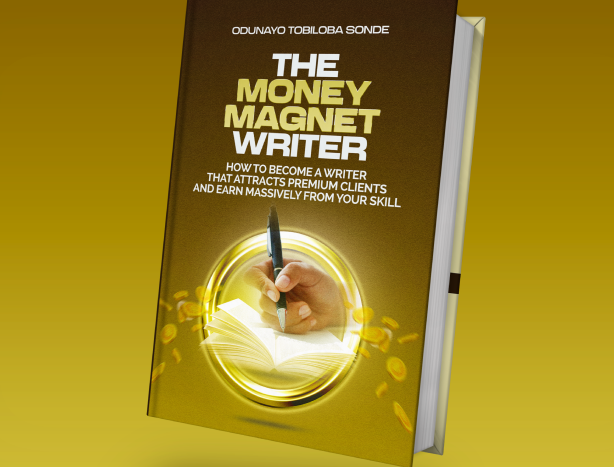 ODUNAYO TOBILOBA SONDE
THE
MONEY
MAGNET
WRITER
HOW TO BECOME A WRITER
THAT ATTRACTS PREMIUM CLIENTS
AND EARN MASSIVELY FROM YOUR SKILL